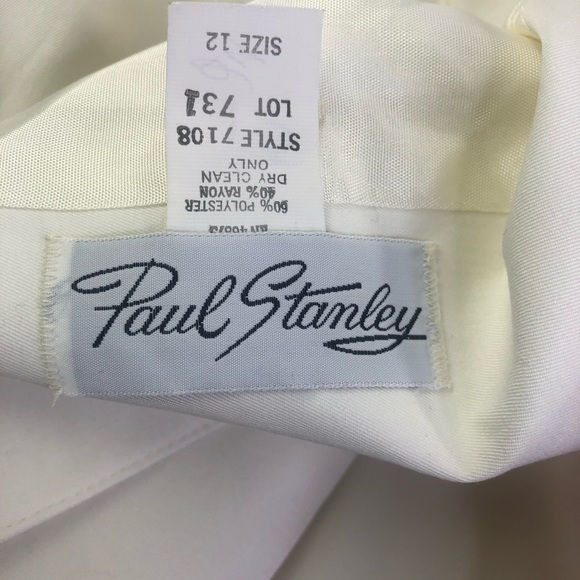 SIZE 12
LOT 731
STYLE 7108
DRY CLEAN
ONLY
60% POLYESTER
40% RAYON
Paul Stanley